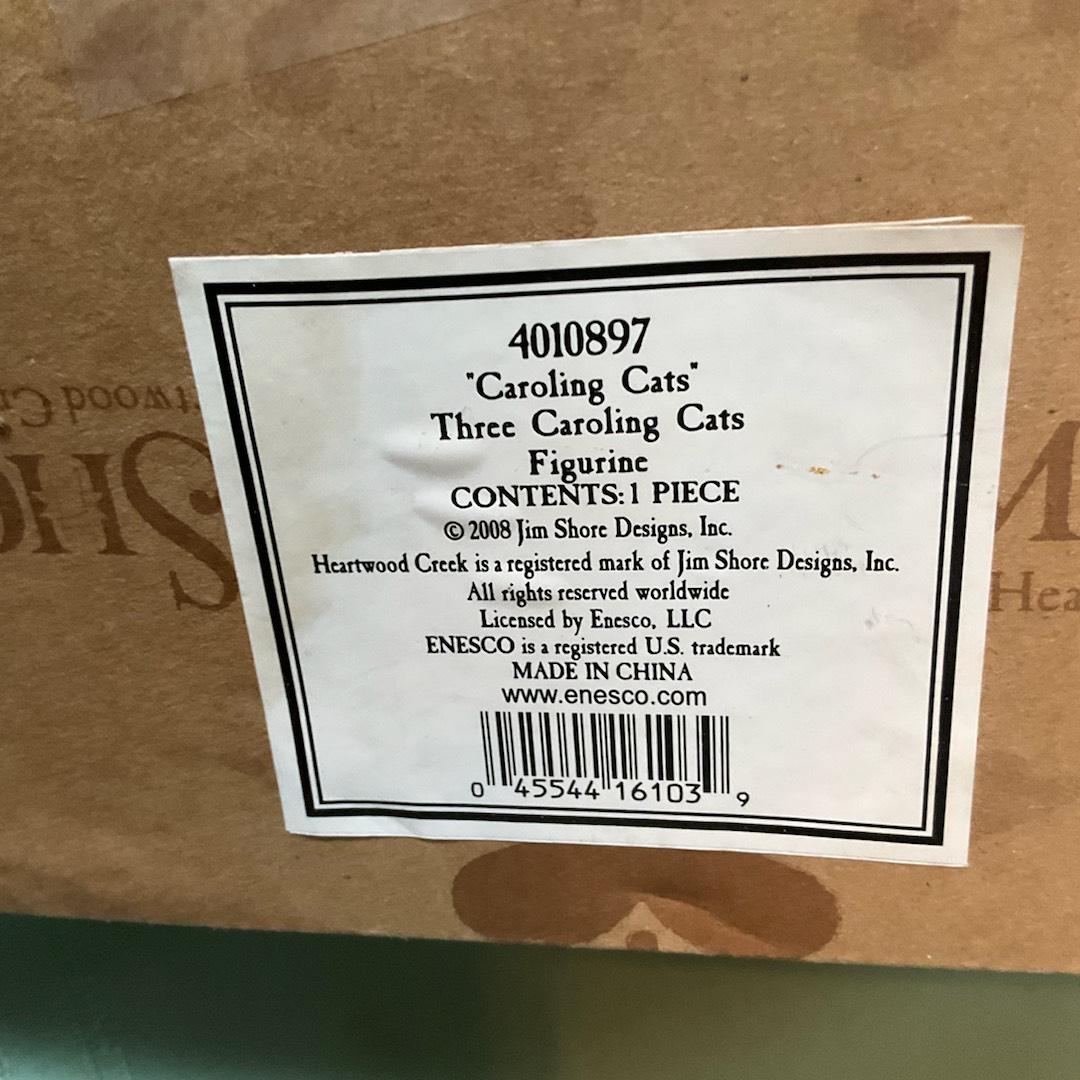 4010897
"Caroling Cats"
Three Caroling Cats
Figurine
CONTENTS: 1 PIECE
© 2008 Jim Shore Designs, Inc.
Heartwood Creek is a registered mark of Jim Shore Designs, Inc.
All rights reserved worldwide
Licensed by Enesco, LLC
ENESCO is a registered U.S. trademark
MADE IN CHINA
www.enesco.com
0 45544 16103 9
Hea